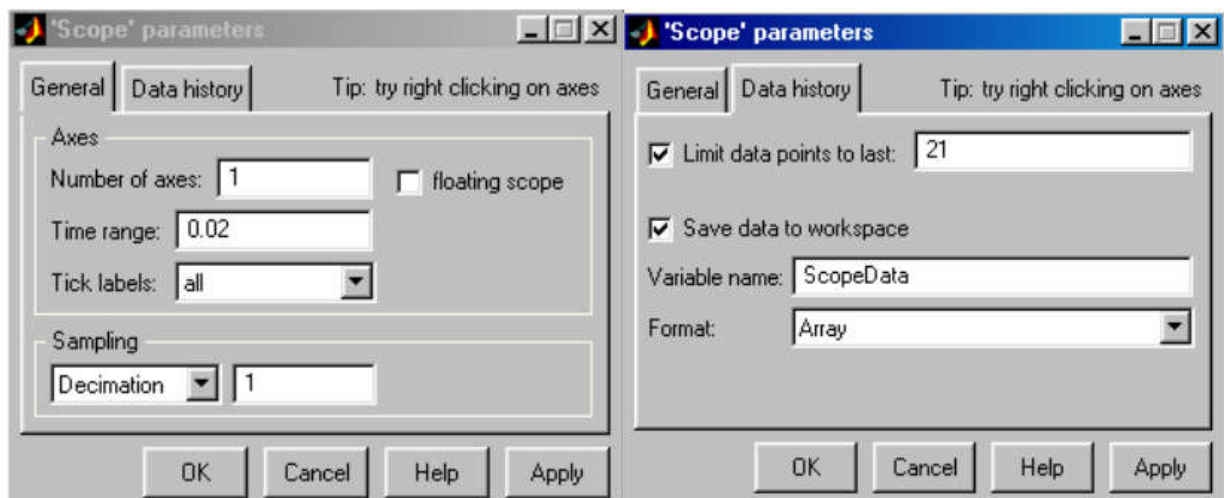 'Scope' parameters
General Data history Tip: try right clicking on axes
Axes
Number of axes: 1 floating scope
Time range: 0.02
Tick labels: all
Sampling
Decimation 1
OK Cancel Help Apply
'Scope' parameters
General Data history Tip: try right clicking on axes
Limit data points to last: 21
Save data to workspace
Variable name: ScopeData
Format: Array
OK Cancel Help Apply